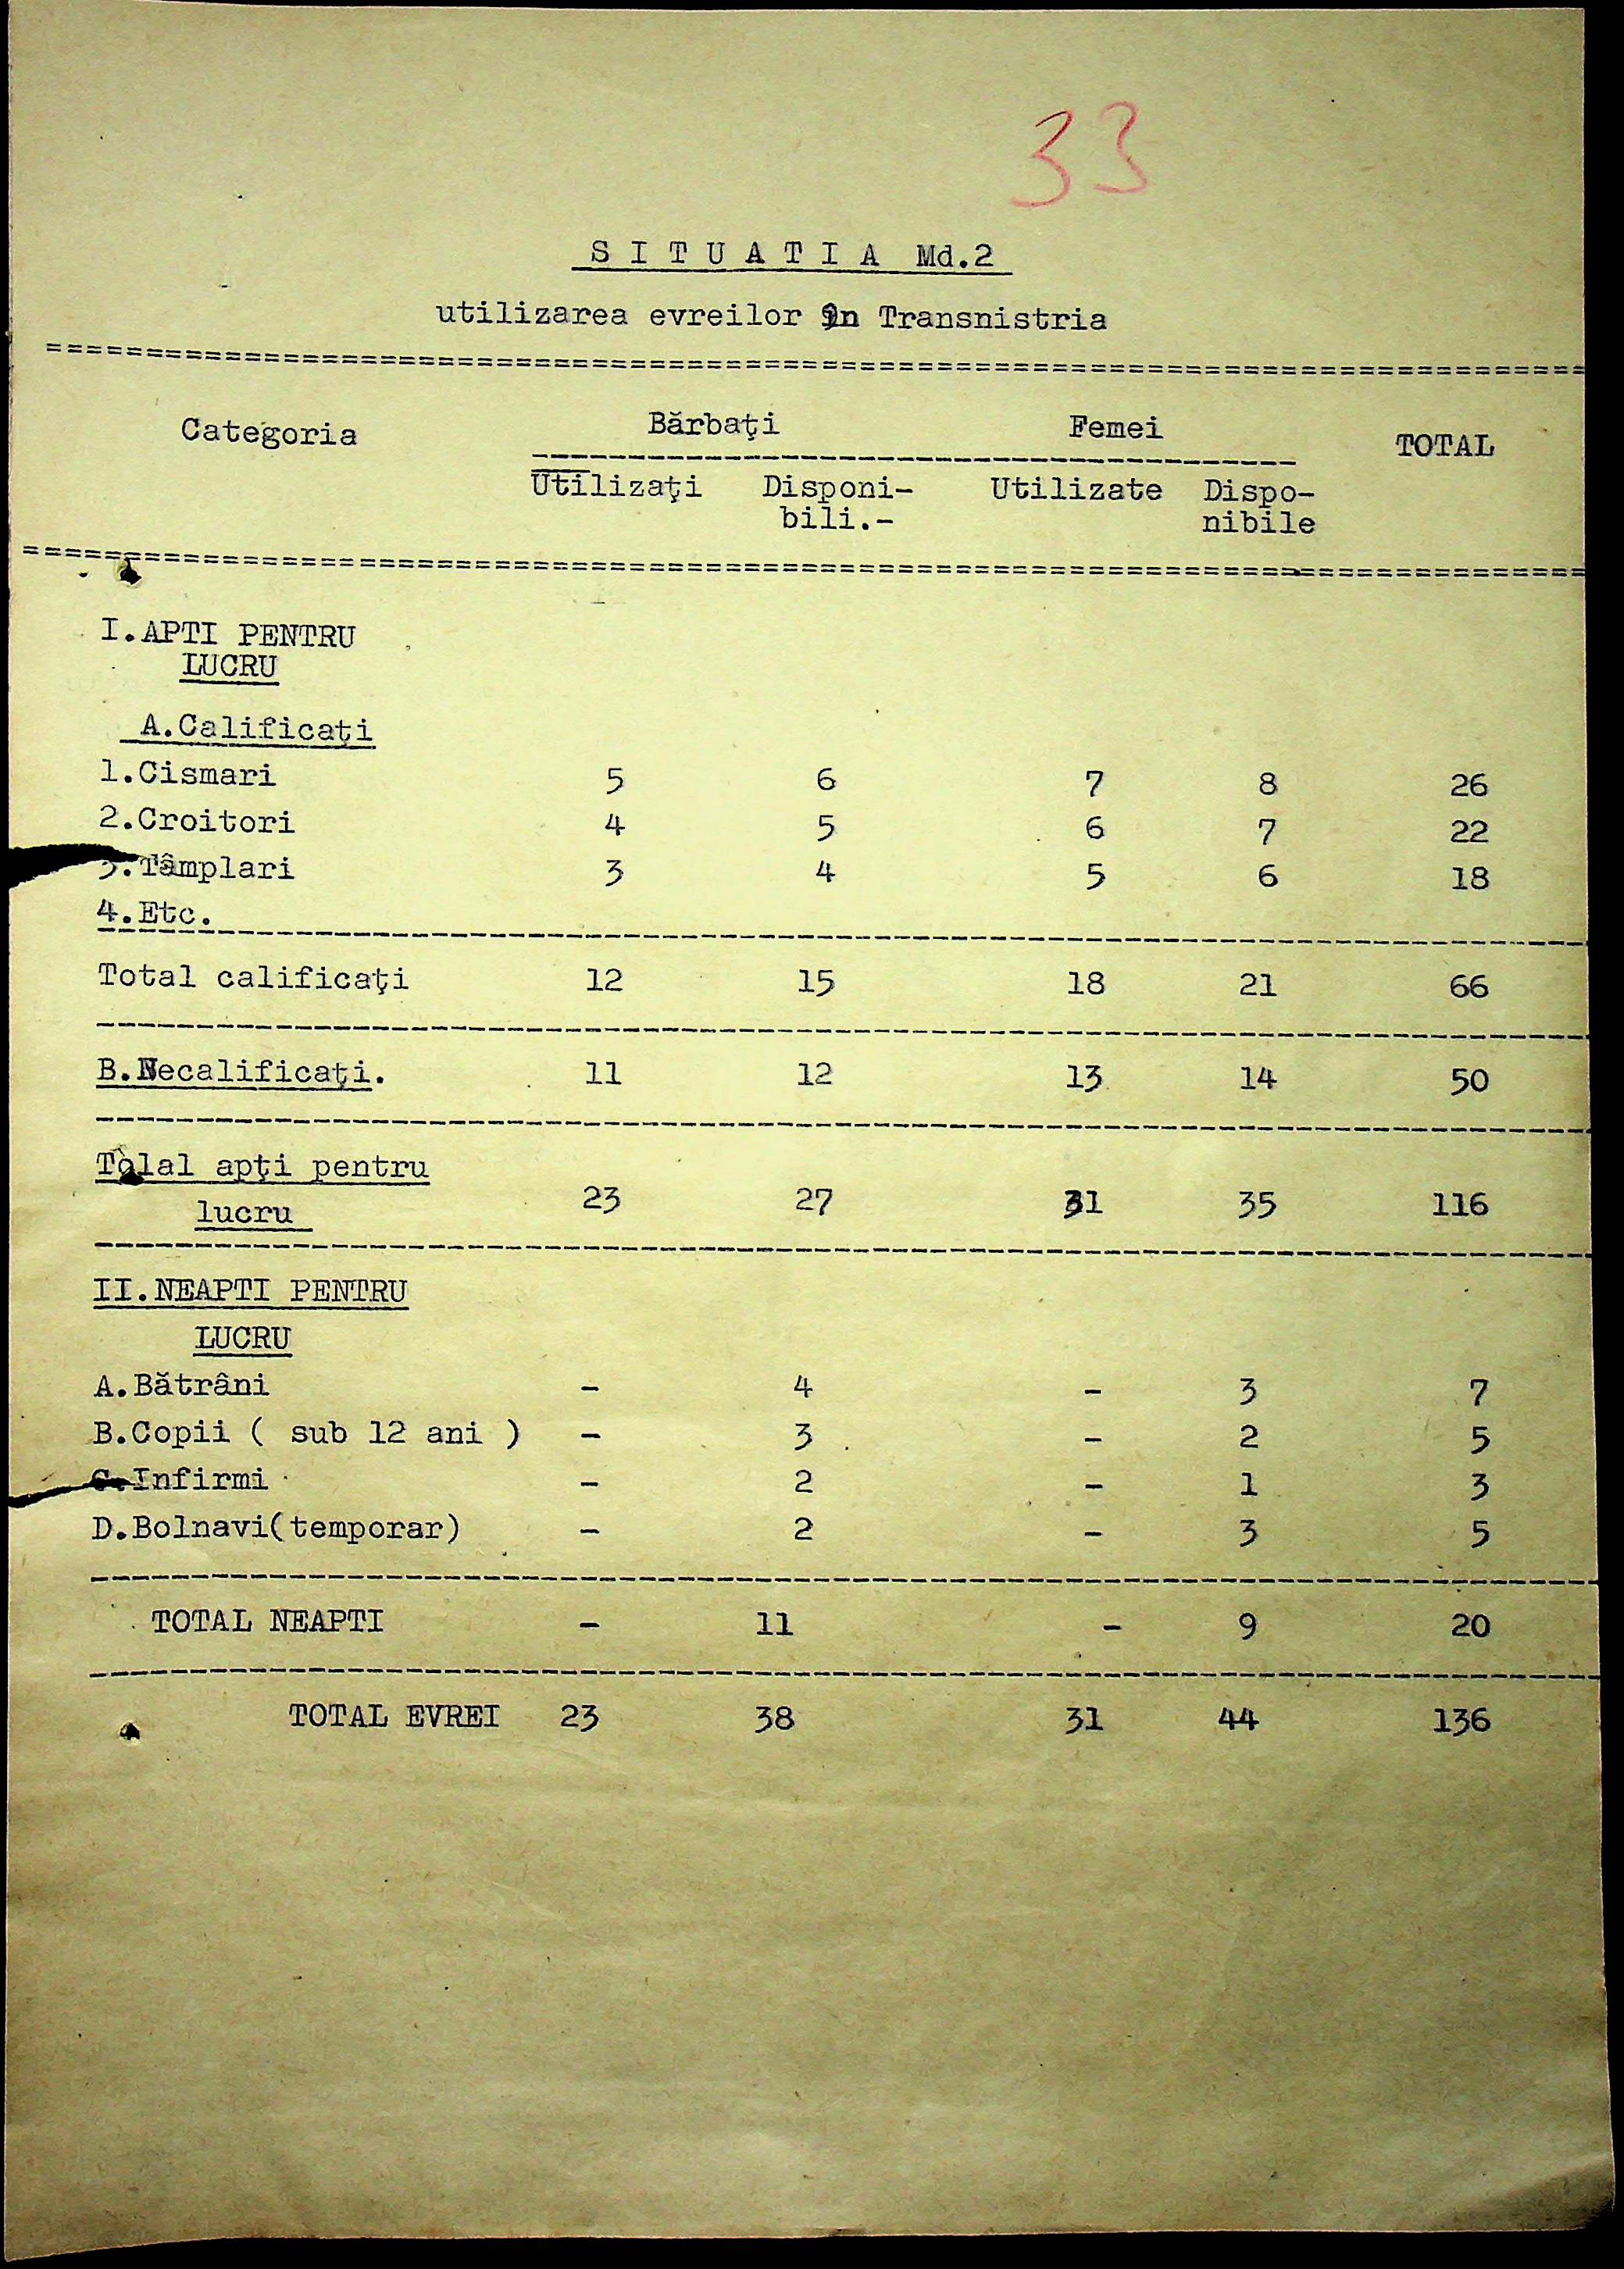 33
S I T U A T I A Md.2
utilizarea evreilor în Transnistria
Categoria Bărbaţi Femei TOTAL
Utilizaţi Disponi- Utilizate Dispo-
bili.- nibile
I.APTI PENTRU
LUCRU
A.Calificaţi
1.Cismari 5 6 7 8 26
2.Croitori 4 5 6 7 22
3.Tâmplari 3 4 5 6 18
4.Etc.
Total calificaţi 12 15 18 21 66
B.Necalificaţi. 11 12 13 14 50
Tolal apţi pentru
lucru 23 27 31 35 116
II.NEAPTI PENTRU
LUCRU
A.Bătrâni - 4 - 3 7
B.Copii ( sub 12 ani ) - 3 - 2 5
C.Infirmi - 2 - 1 3
D.Bolnavi(temporar) - 2 - 3 5
TOTAL NEAPTI - 11 - 9 20
TOTAL EVREI 23 38 31 44 136